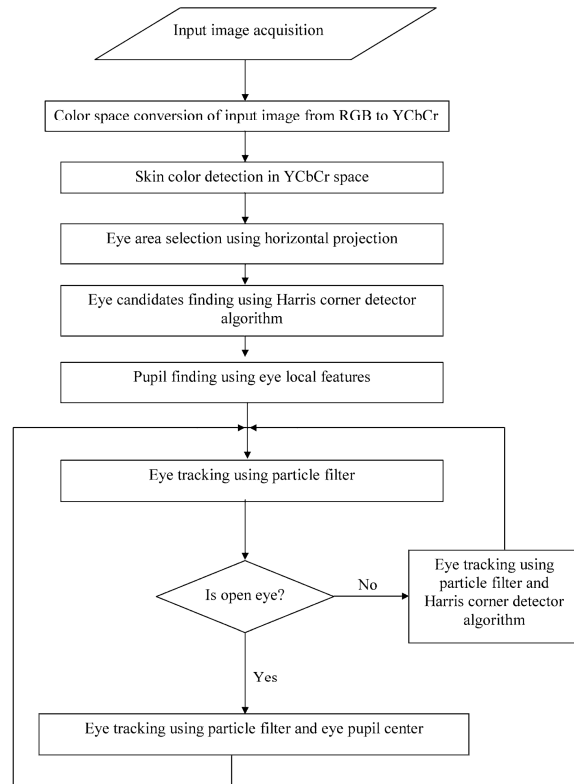 Input image acquisition
Color space conversion of input image from RGB to YCbCr
Skin color detection in YCbCr space
Eye area selection using horizontal projection
Eye candidates finding using Harris corner detector
algorithm
Pupil finding using eye local features
Eye tracking using particle filter
Is open eye?
No
Eye tracking using
particle filter and
Harris corner detector
algorithm
Yes
Eye tracking using particle filter and eye pupil center